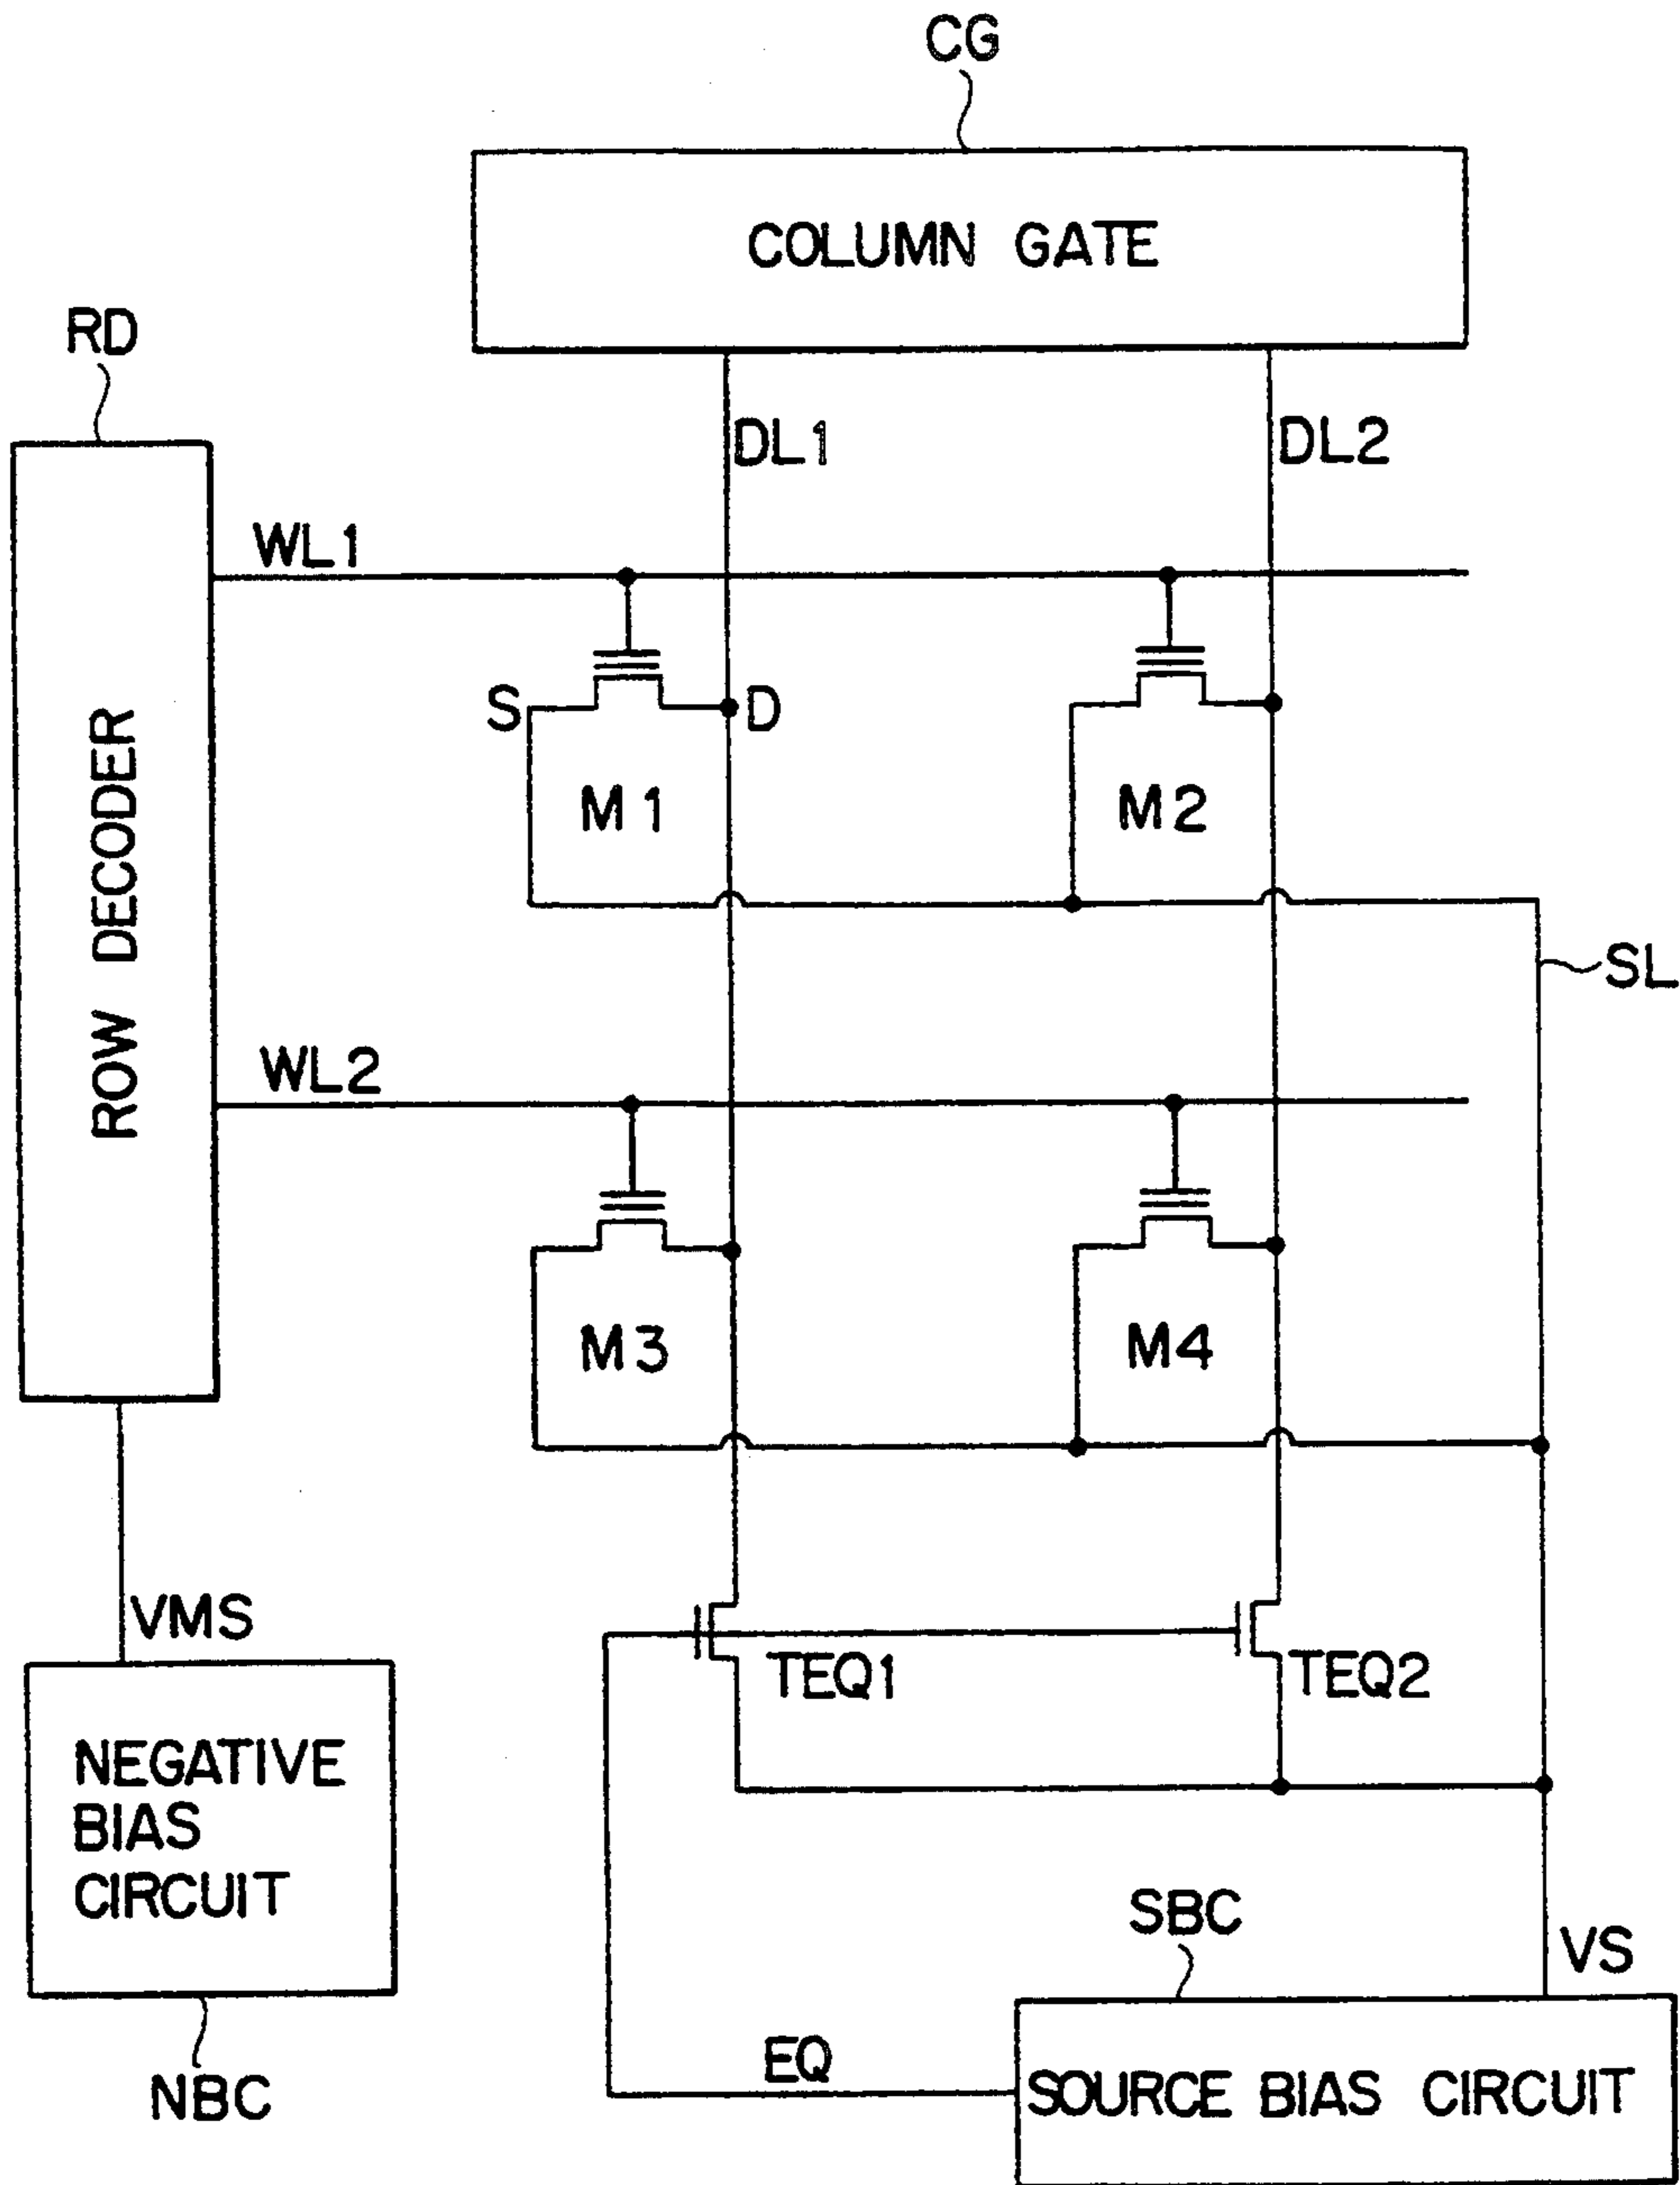 CG
COLUMN GATE
RD
DL1
DL2
WL1
S
D
M1
M2
ROW DECODER
SL
WL2
M3
M4
VMS
TEQ1
TEQ2
NEGATIVE
BIAS
CIRCUIT
SBC
VS
EQ
SOURCE BIAS CIRCUIT
NBC